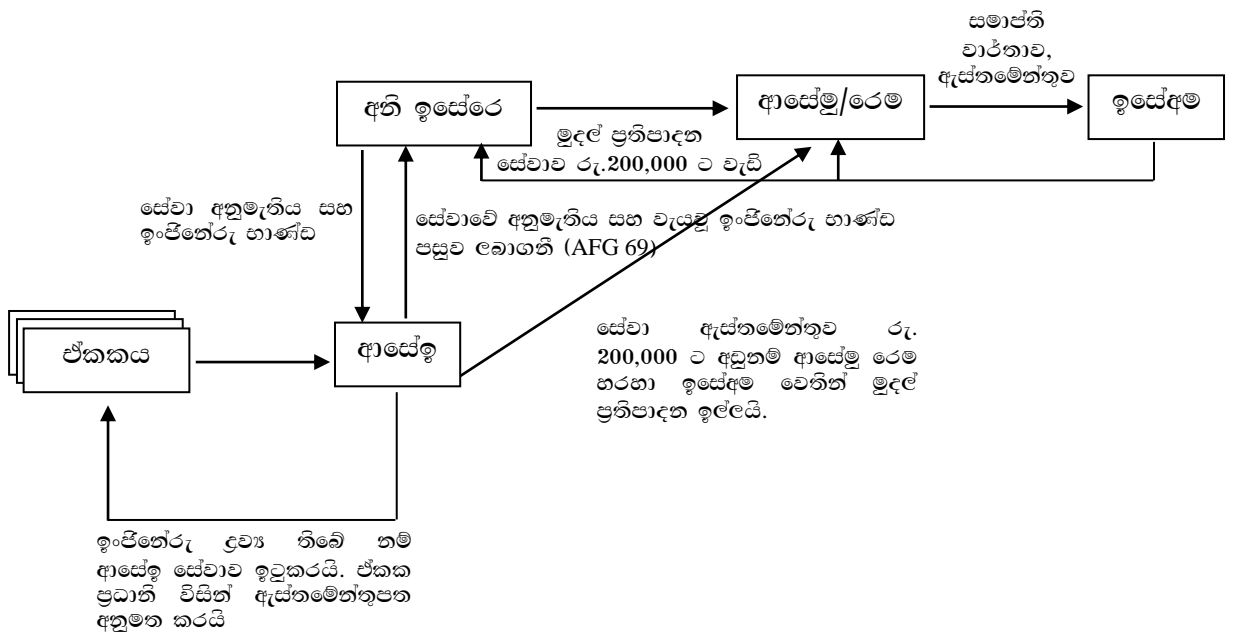 සමාප්ති
වාර්තාව,
ඇස්තමේන්තුව
අනි ඉසේරෙ
ආසේමු/රෙම
ඉසේඅම
මුදල් ප්‍රතිපාදන
සේවාව රු.200,000 ට වැඩි
සේවා අනුමැතිය සහ
ඉංජිනේරු භාණ්ඩ
සේවාවේ අනුමැතිය සහ වැයවූ ඉංජිනේරු භාණ්ඩ
පසුව ලබාගනී (AFG 69)
ඒකකය
ආසේඉ
සේවා ඇස්තමේන්තුව රු.
200,000 ට අඩුනම් ආසේමු රෙම
හරහා ඉසේඅම වෙතින් මුදල්
ප්‍රතිපාදන ඉල්ලයි.
ඉංජිනේරු ද්‍රව්‍ය තිබේ නම්
ආසේඉ සේවාව ඉටුකරයි. ඒකක
ප්‍රධානි විසින් ඇස්තමේන්තුපත
අනුමත කරයි